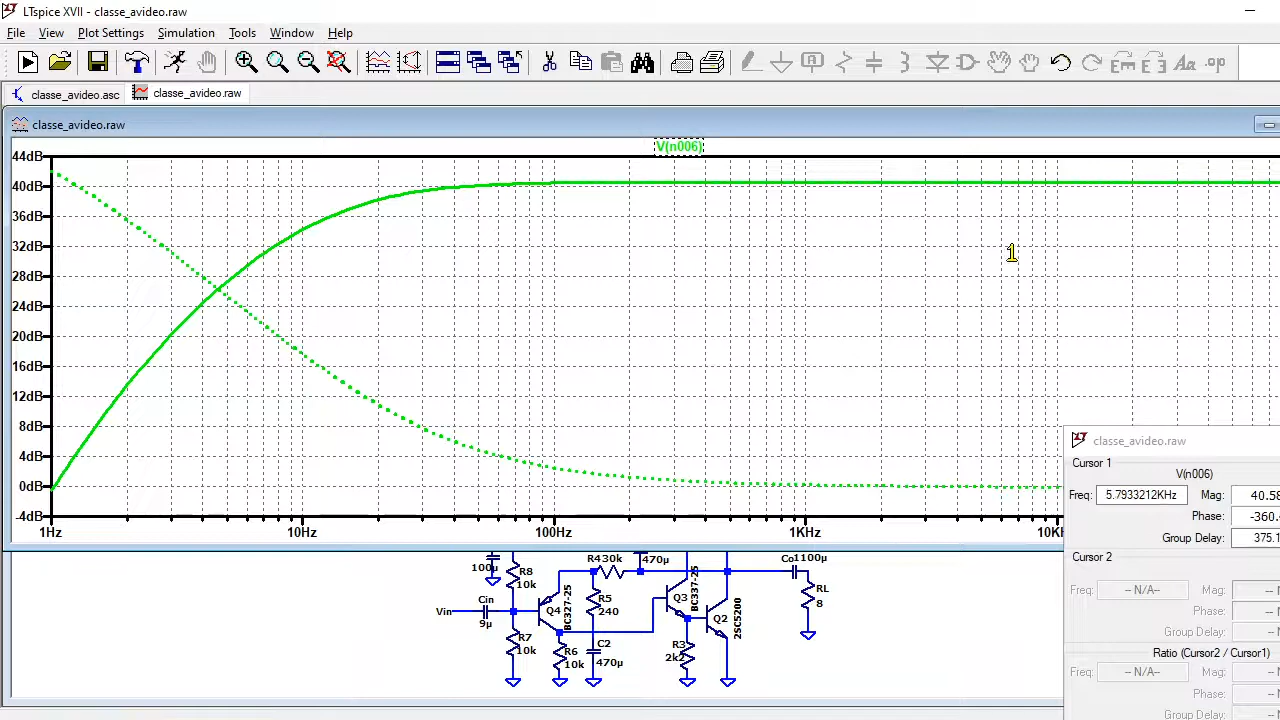 LTspice XVII - classe_avideo.raw
File View Plot Settings Simulation Tools Window Help
classe_avideo.asc classe_avideo.raw
classe_avideo.raw
V(n006)
44dB
40dB
36dB
32dB
28dB
24dB
20dB
16dB
12dB
8dB
4dB
0dB
-4dB
1Hz 10Hz 100Hz 1KHz
1
classe_avideo.raw
Cursor 1
V(n006)
Freq: 5.7933212KHz Mag: 40.58
Phase: -360.
Group Delay: 375.1
Cursor 2
Freq: -- N/A-- Mag: --
Phase: --
Group Delay: --
Ratio (Cursor2 / Cursor1)
Freq: -- N/A-- Mag: --
Phase: --
Group Delay: --
100µ
R8
10k
R430k
470µ
Co1100µ
Cin
Vin
9µ
Q4
BC327-25
R5
240
Q3
BC337-25
Q2
2SC5200
RL
8
R7
10k
R6
10k
C2
470µ
R3
2k2